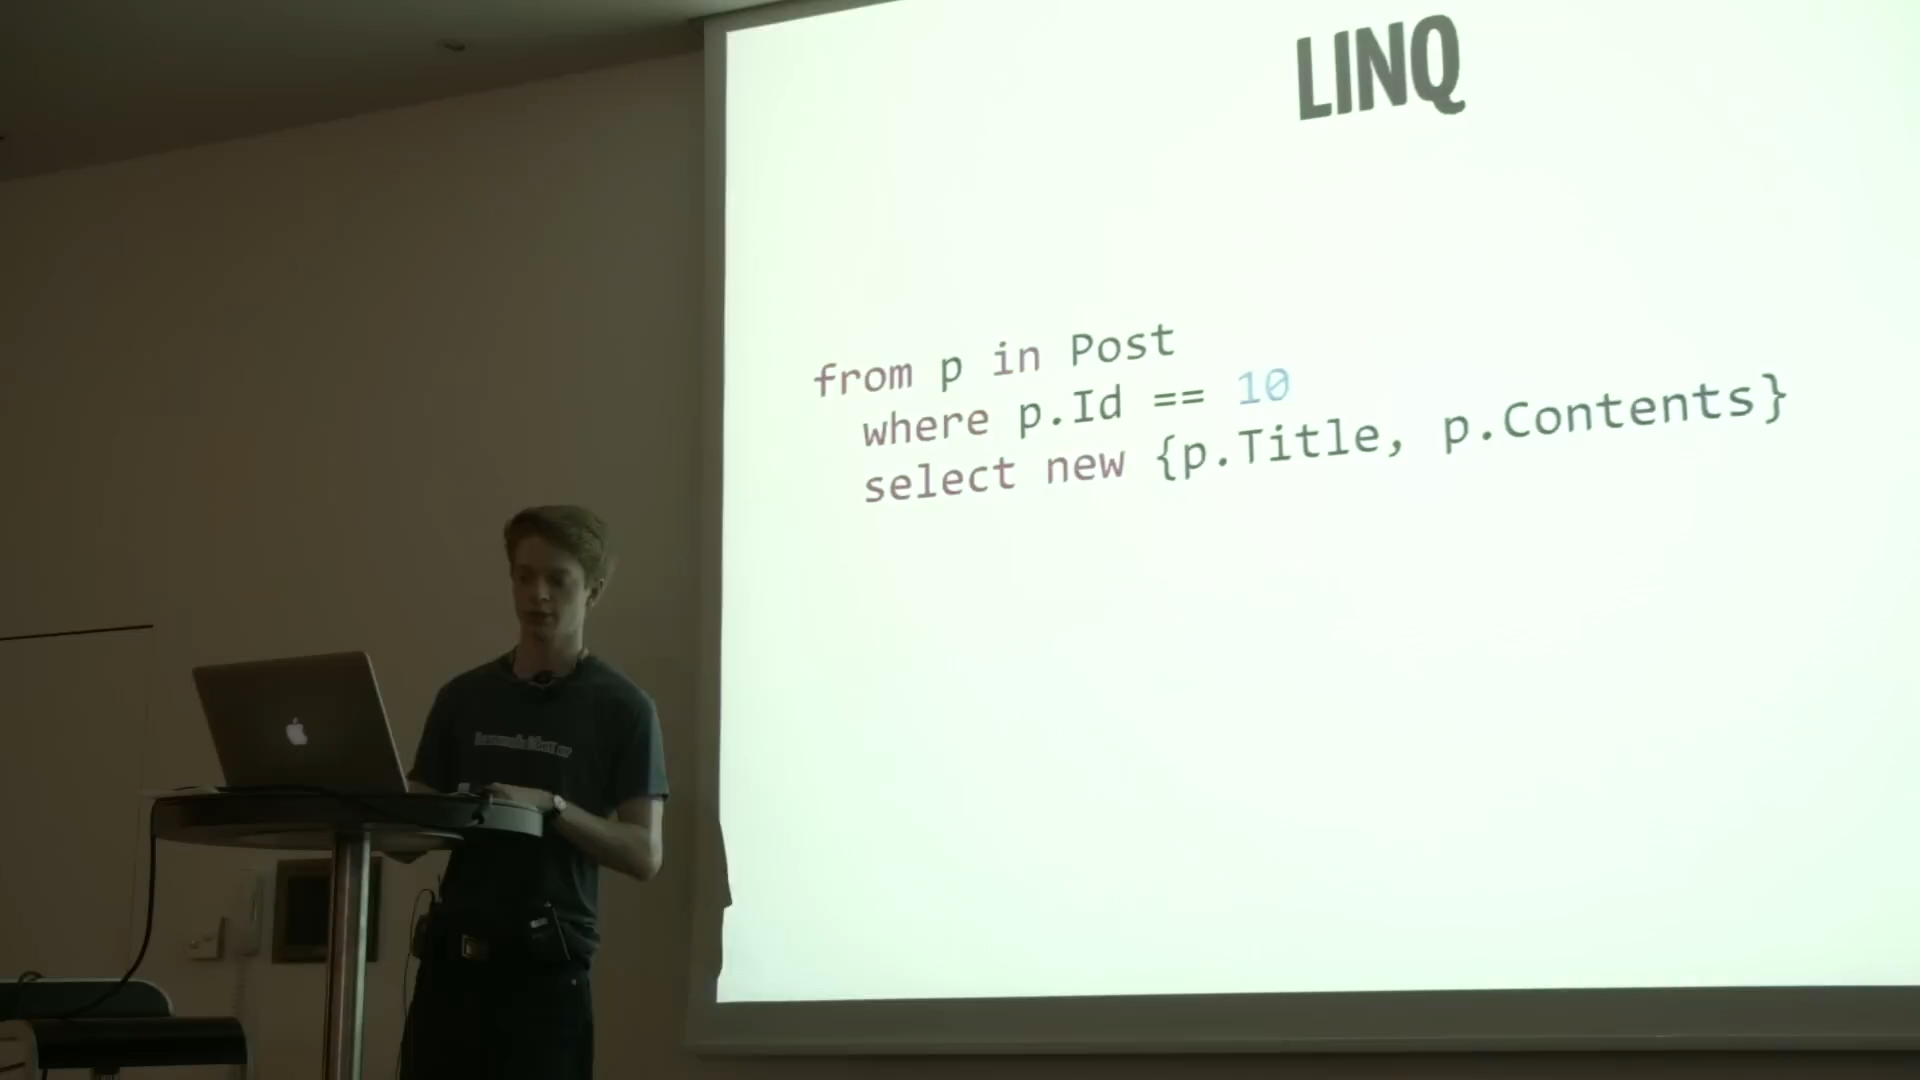 LINQ
from p in Post
where p.Id == 10
select new {p.Title, p.Contents}